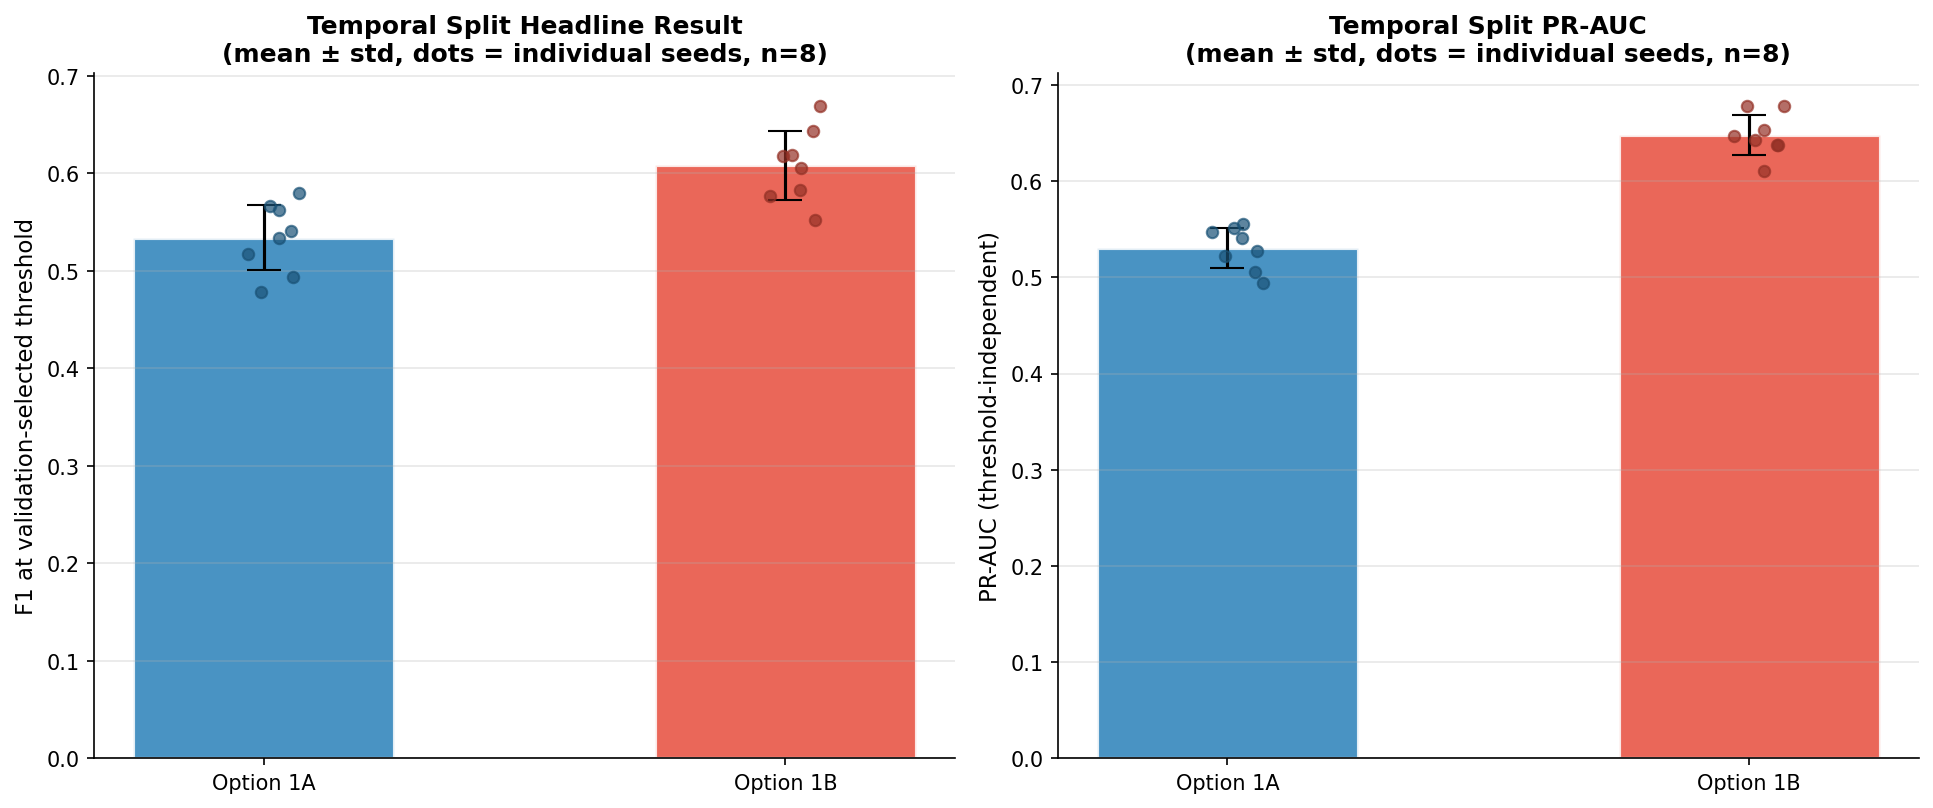 Temporal Split Headline Result
(mean ± std, dots = individual seeds, n=8)
F1 at validation-selected threshold
0.7
0.6
0.5
0.4
0.3
0.2
0.1
0.0
Option 1A
Option 1B
Temporal Split PR-AUC
(mean ± std, dots = individual seeds, n=8)
PR-AUC (threshold-independent)
0.7
0.6
0.5
0.4
0.3
0.2
0.1
0.0
Option 1A
Option 1B